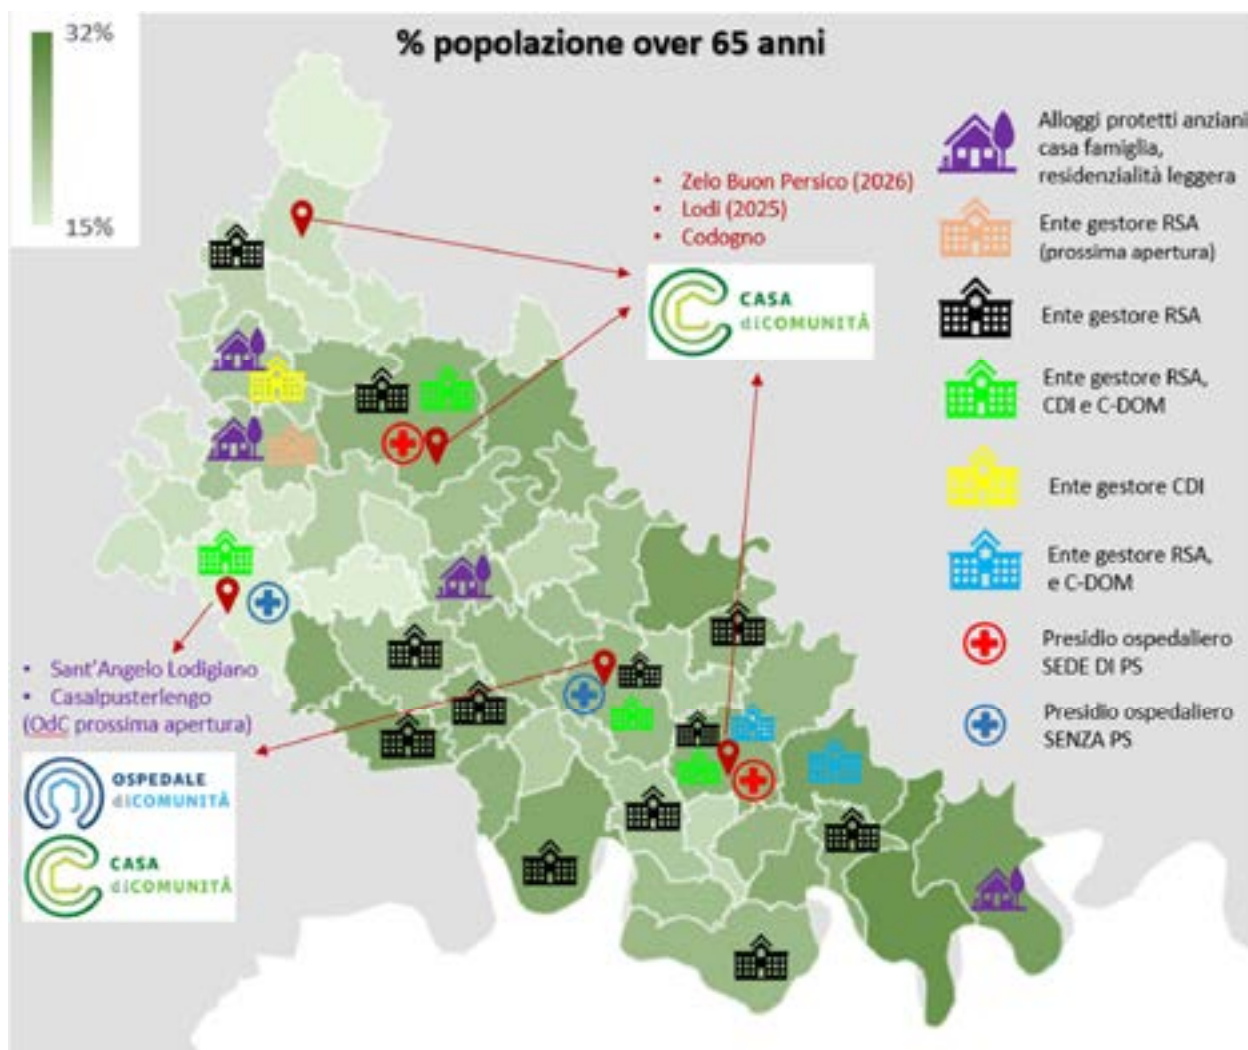 % popolazione over 65 anni
32%
15%
Alloggi protetti anziani
casa famiglia,
residenzialità leggera
Ente gestore RSA
(prossima apertura)
Ente gestore RSA
Ente gestore RSA,
CDI e C-DOM
Ente gestore CDI
Ente gestore RSA,
e C-DOM
Presidio ospedaliero
SEDE DI PS
Presidio ospedaliero
SENZA PS
• Zelo Buon Persico (2026)
• Lodi (2025)
• Codogno
CASA
diCOMUNITÀ
• Sant'Angelo Lodigiano
• Casalpusterlengo
(OdC prossima apertura)
OSPEDALE
diCOMUNITÀ
CASA
diCOMUNITÀ